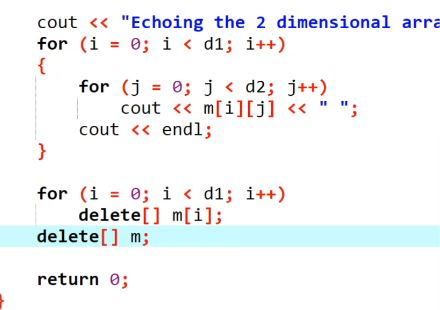 cout << "Echoing the 2 dimensional
for (i = 0; i < d1; i++)
{
for (j = 0; j < d2; j++)
cout << m[i][j] << " ";
cout << endl;
}
for (i = 0; i < d1; i++)
delete[] m[i];
delete[] m;
return 0;
}